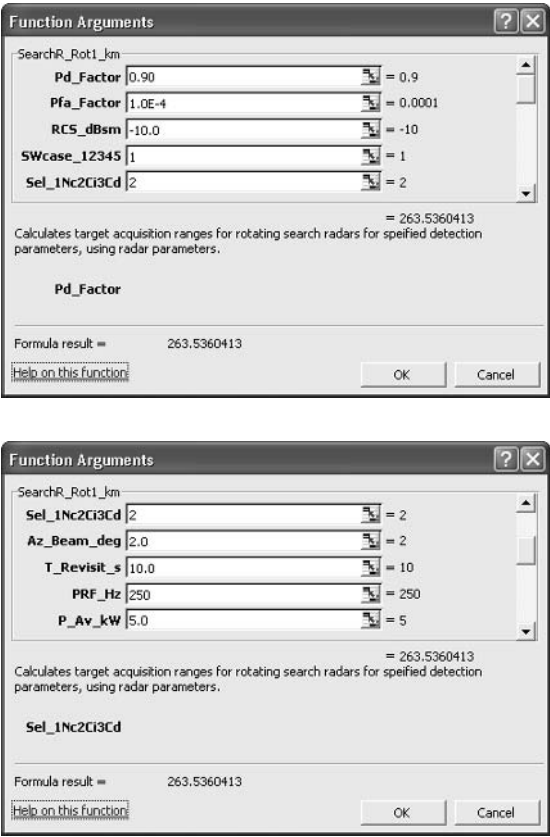 Function Arguments
SearchR_Rot1_km
Pd_Factor 0.90 = 0.9
Pfa_Factor 1.0E-4 = 0.0001
RCS_dBsm -10.0 = -10
SWcase_12345 1 = 1
Sel_1Nc2Ci3Cd 2 = 2
= 263.5360413
Calculates target acquisition ranges for rotating search radars for speified detection
parameters, using radar parameters.
Pd_Factor
Formula result = 263.5360413
Help on this function OK Cancel
Function Arguments
SearchR_Rot1_km
Sel_1Nc2Ci3Cd 2 = 2
Az_Beam_deg 2.0 = 2
T_Revisit_s 10.0 = 10
PRF_Hz 250 = 250
P_Av_kW 5.0 = 5
= 263.5360413
Calculates target acquisition ranges for rotating search radars for speified detection
parameters, using radar parameters.
Sel_1Nc2Ci3Cd
Formula result = 263.5360413
Help on this function OK Cancel